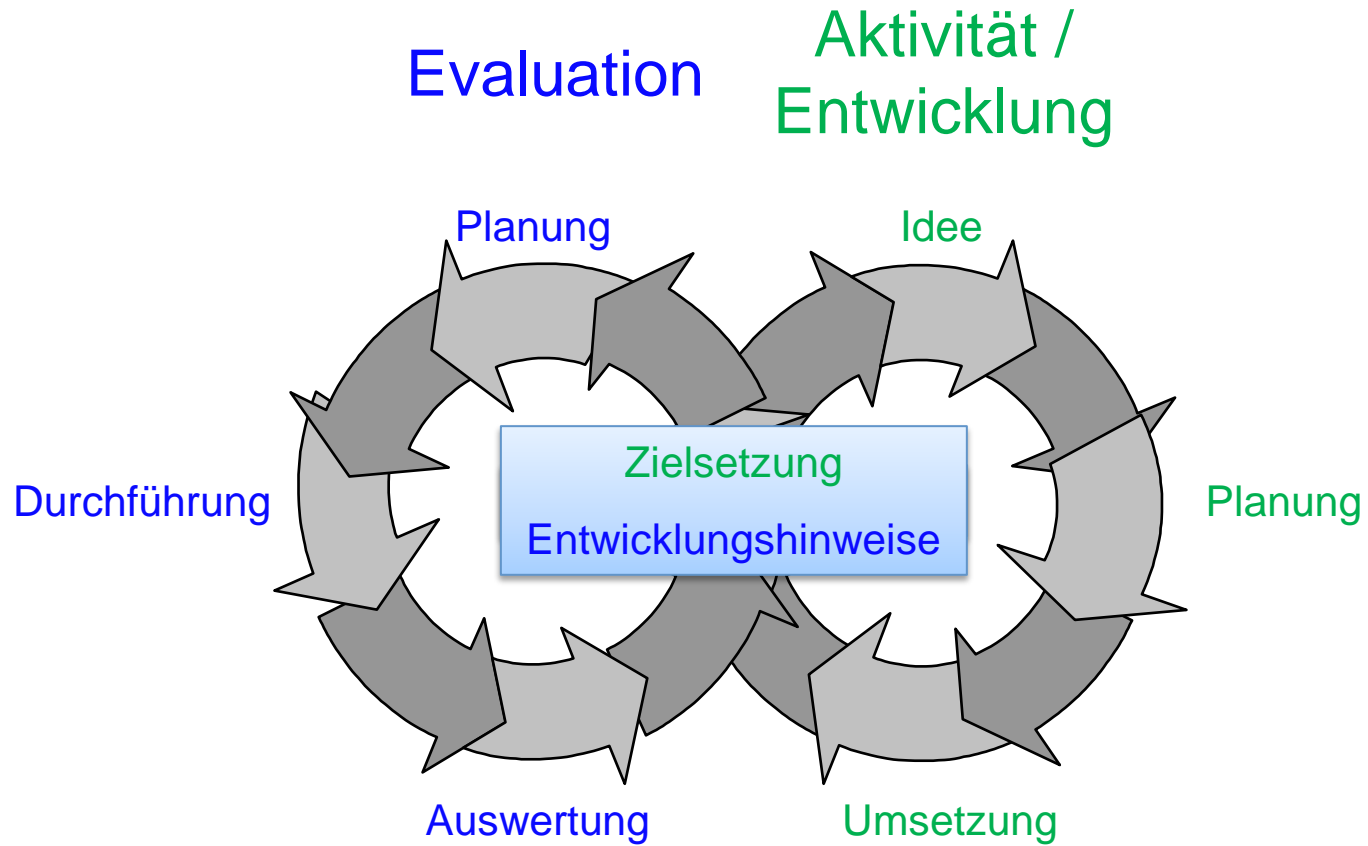 Evaluation
Aktivität /
Entwicklung
Planung
Idee
Zielsetzung
Durchführung
Planung
Entwicklungshinweise
Auswertung
Umsetzung